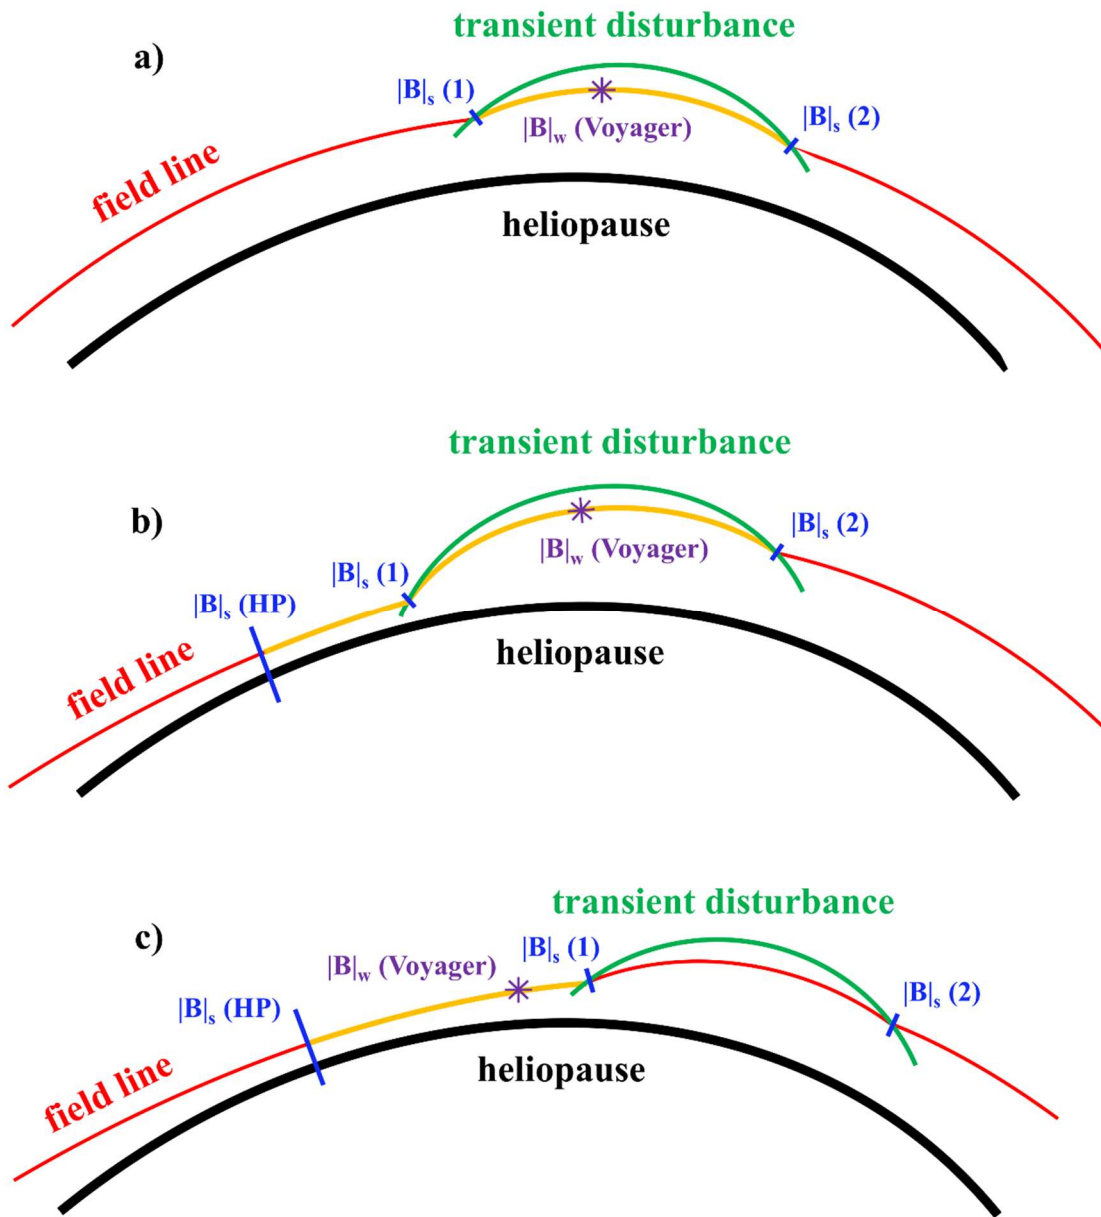 transient disturbance
a)
|B|s (1)
|B|s (2)
|B|w (Voyager)
field line
heliopause
transient disturbance
b)
|B|s (2)
|B|w (Voyager)
|B|s (1)
|B|s (HP)
field line
heliopause
transient disturbance
c)
|B|s (1)
|B|w (Voyager)
|B|s (2)
|B|s (HP)
heliopause
field line